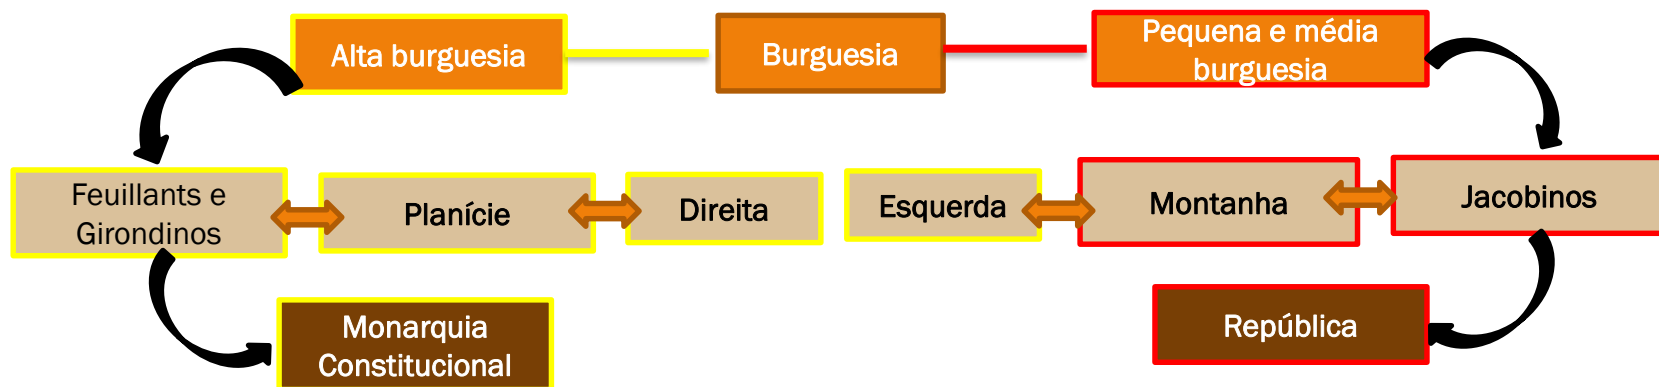 Alta burguesia
Burguesia
Pequena e média
burguesia
Feuillants e
Girondinos
Planície
Direita
Esquerda
Montanha
Jacobinos
Monarquia
Constitucional
República